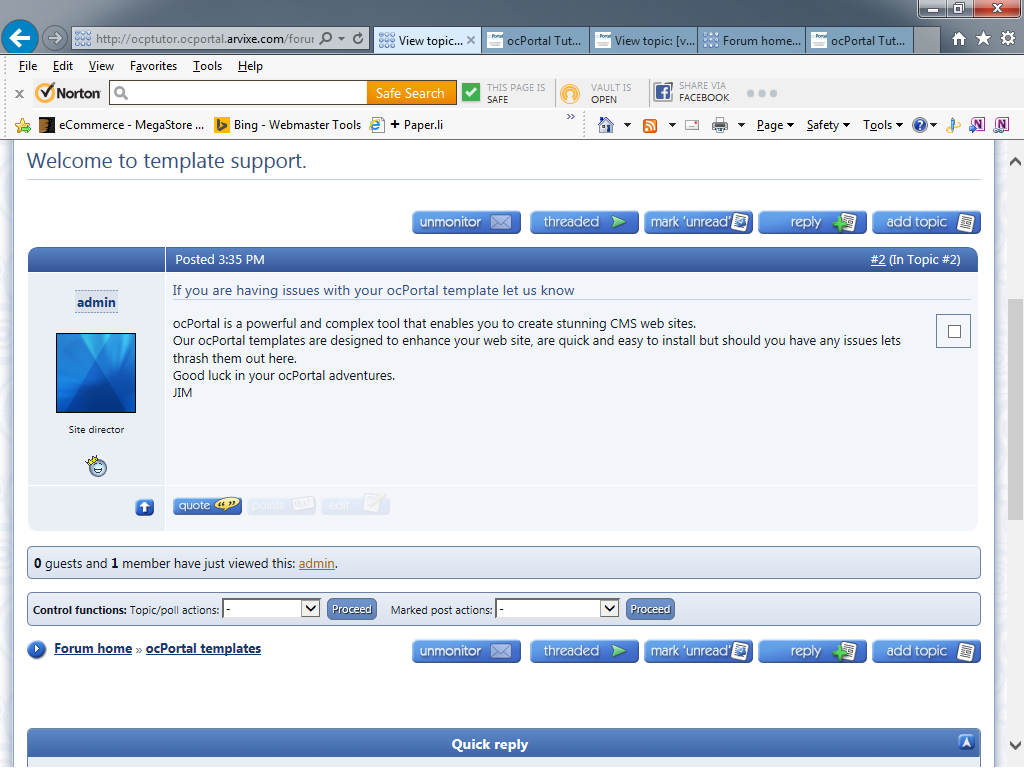 http://ocptutor.ocportal.arvixe.com/forur
View topic...
ocPortal Tut...
View topic: [v...
Forum home...
ocPortal Tut...
File Edit View Favorites Tools Help
x Norton Safe Search THIS PAGE IS SAFE VAULT IS OPEN SHARE VIA FACEBOOK
eCommerce - MegaStore ... Bing - Webmaster Tools + Paper.li » Page Safety Tools
Welcome to template support.
unmonitor threaded mark 'unread' reply add topic
Posted 3:35 PM #2 (In Topic #2)
admin
If you are having issues with your ocPortal template let us know
ocPortal is a powerful and complex tool that enables you to create stunning CMS web sites.
Our ocPortal templates are designed to enhance your web site, are quick and easy to install but should you have any issues lets
thrash them out here.
Good luck in your ocPortal adventures.
JIM
Site director
quote points edit
0 guests and 1 member have just viewed this: admin.
Control functions: Topic/poll actions: - Proceed Marked post actions: - Proceed
Forum home » ocPortal templates
unmonitor threaded mark 'unread' reply add topic
Quick reply